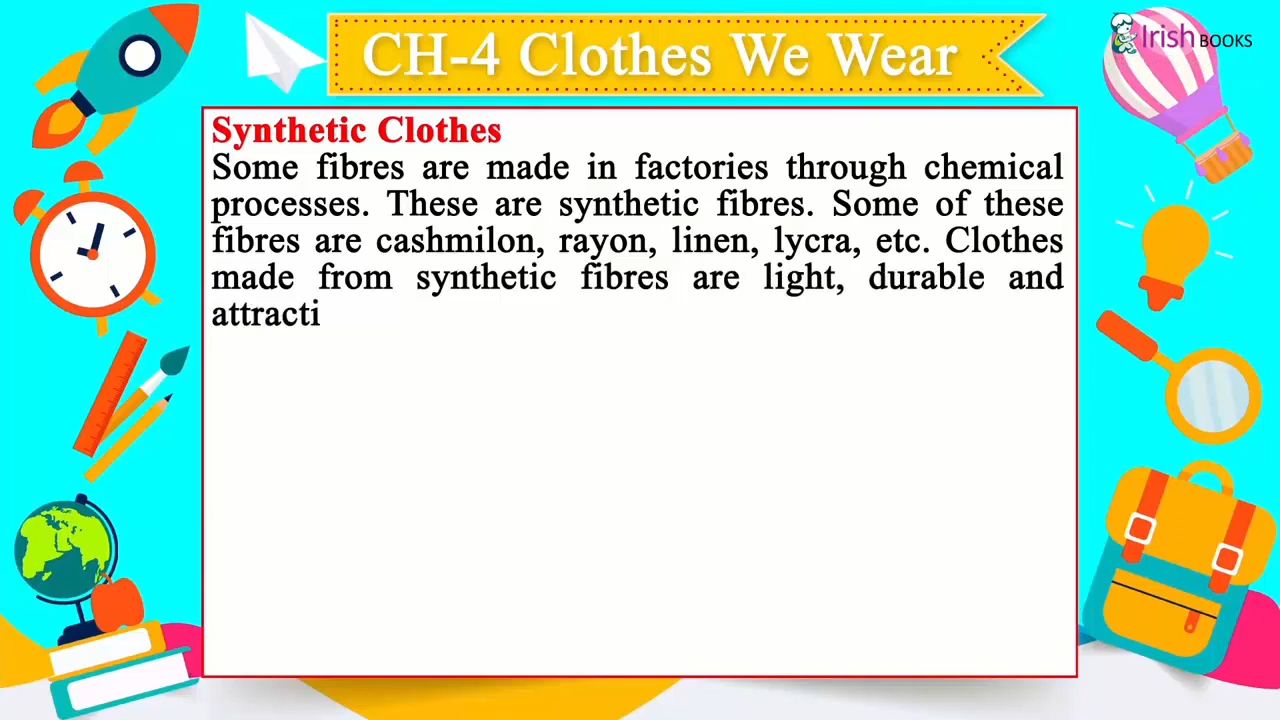 CH-4 Clothes We Wear
Irish BOOKS
Synthetic Clothes
Some fibres are made in factories through chemical
processes. These are synthetic fibres. Some of these
fibres are cashmilon, rayon, linen, lycra, etc. Clothes
made from synthetic fibres are light, durable and
attracti